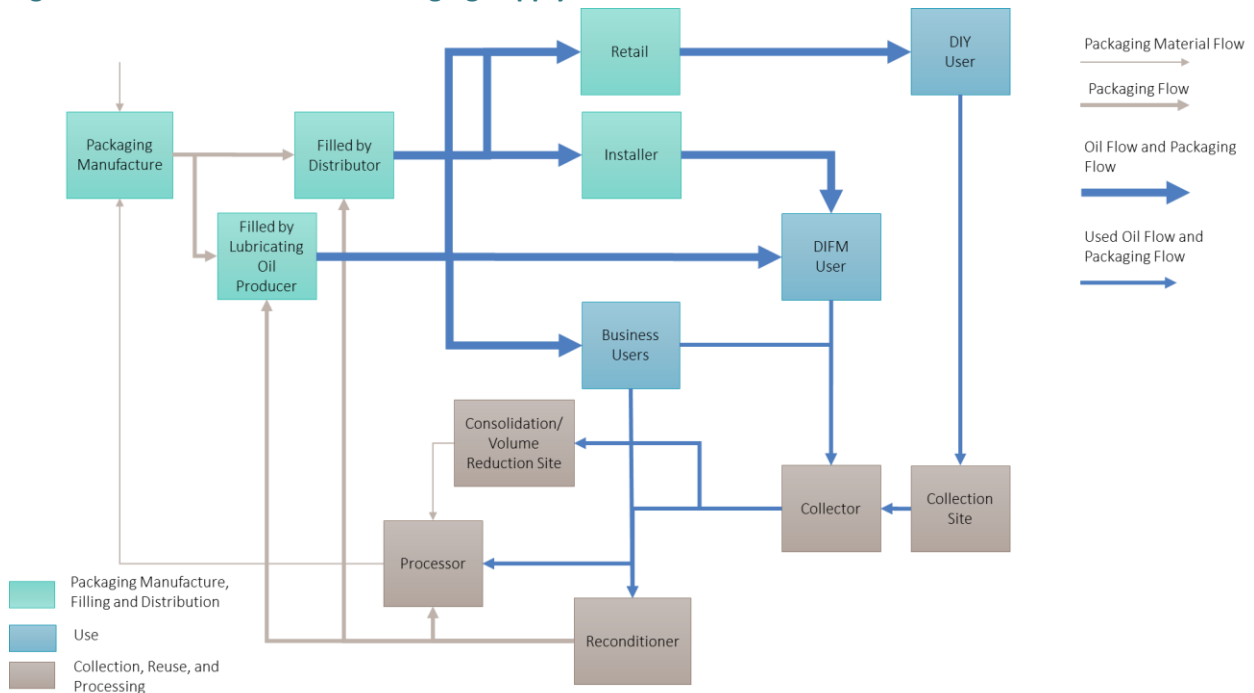 Retail
DIY
User
Packaging Material Flow
Packaging Flow
Packaging
Manufacture
Filled by
Distributor
Installer
Oil Flow and Packaging
Flow
Filled by
Lubricating
Oil
Producer
DIFM
User
Used Oil Flow and
Packaging Flow
Business
Users
Consolidation/
Volume
Reduction Site
Collector
Collection
Site
Processor
Reconditioner
Packaging Manufacture,
Filling and Distribution
Use
Collection, Reuse, and
Processing